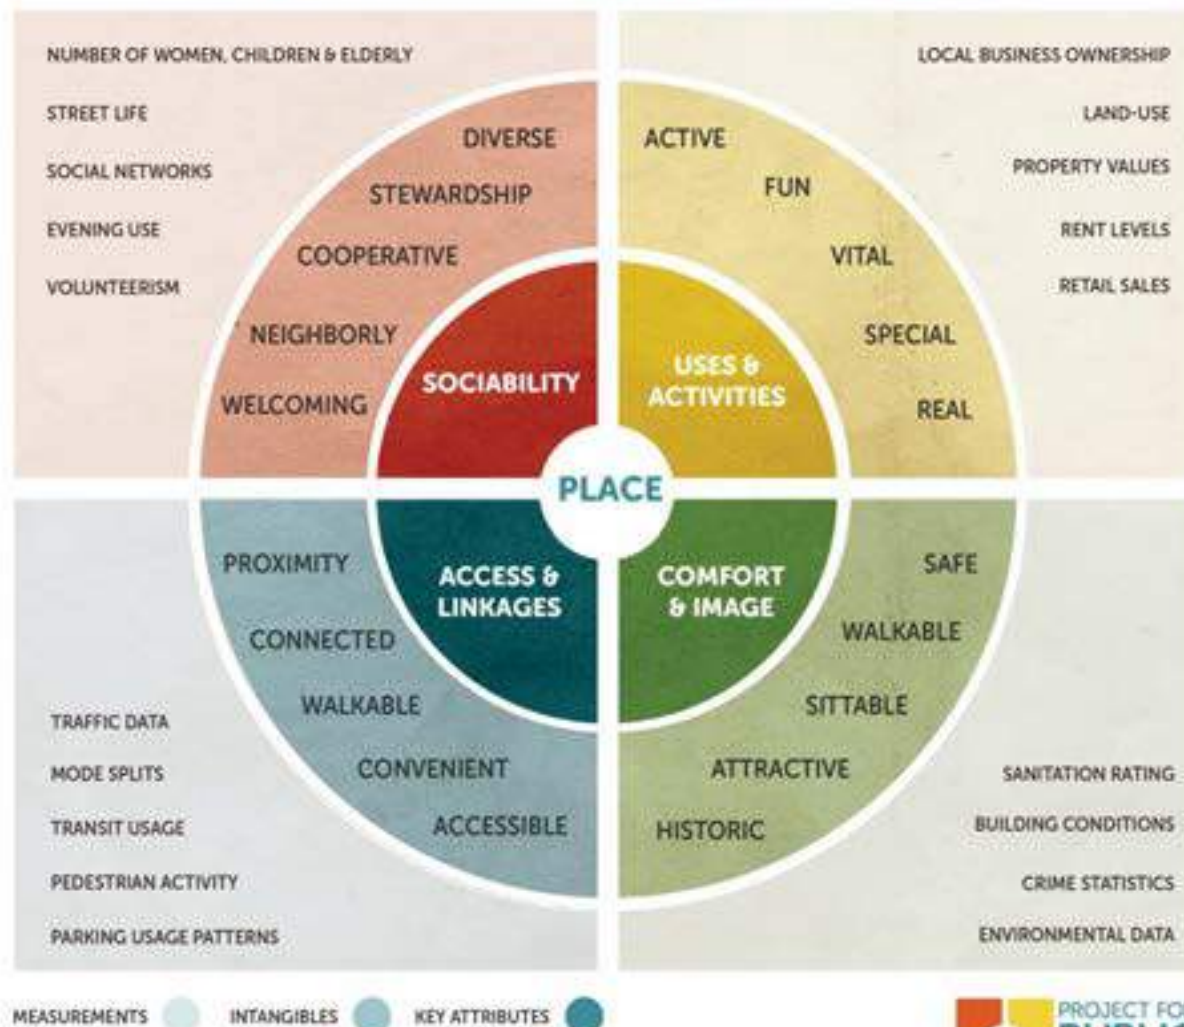 NUMBER OF WOMEN, CHILDREN & ELDERLY
STREET LIFE
SOCIAL NETWORKS
EVENING USE
VOLUNTEERISM
DIVERSE
STEWARDSHIP
COOPERATIVE
NEIGHBORLY
WELCOMING
SOCIABILITY
LOCAL BUSINESS OWNERSHIP
LAND-USE
PROPERTY VALUES
RENT LEVELS
RETAIL SALES
ACTIVE
FUN
VITAL
SPECIAL
REAL
USES &
ACTIVITIES
PLACE
ACCESS &
LINKAGES
PROXIMITY
CONNECTED
WALKABLE
CONVENIENT
ACCESSIBLE
TRAFFIC DATA
MODE SPLITS
TRANSIT USAGE
PEDESTRIAN ACTIVITY
PARKING USAGE PATTERNS
COMFORT
& IMAGE
SAFE
WALKABLE
SITTABLE
ATTRACTIVE
HISTORIC
SANITATION RATING
BUILDING CONDITIONS
CRIME STATISTICS
ENVIRONMENTAL DATA
MEASUREMENTS
INTANGIBLES
KEY ATTRIBUTES
PROJECT FO